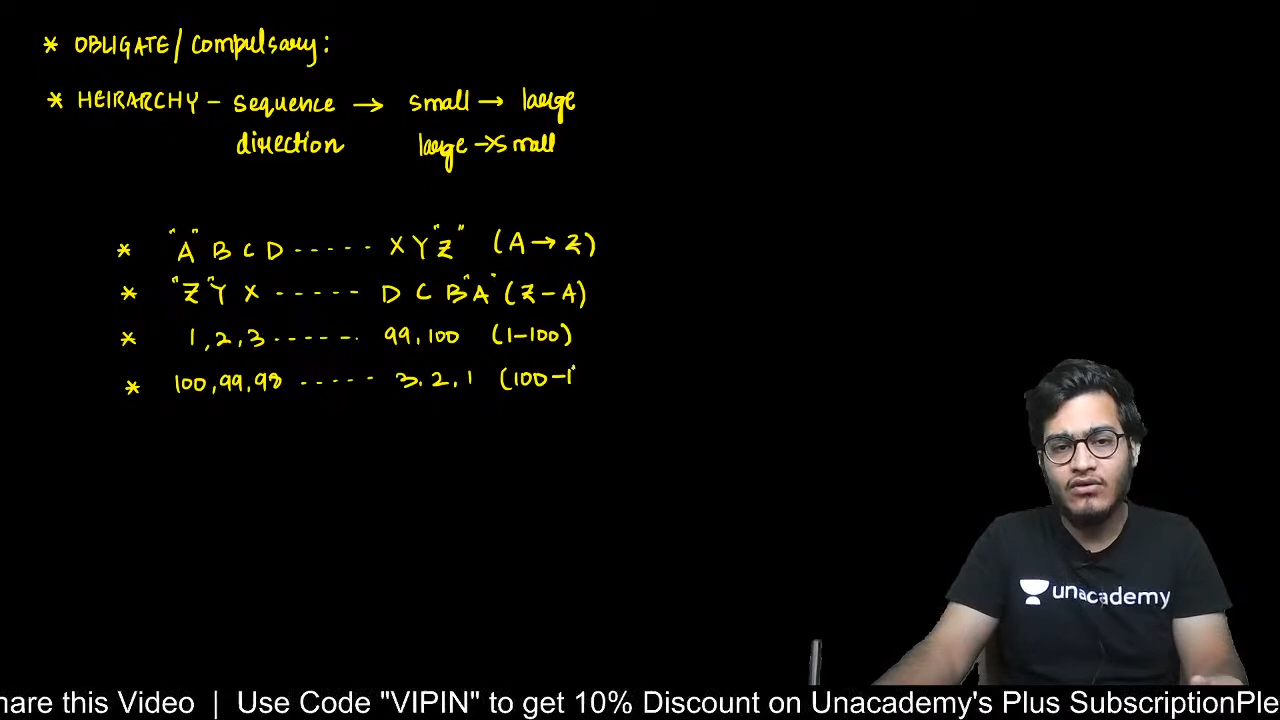 * OBLIGATE/Compulsary:
* HEIRARCHY - sequence → small → large
direction large → small
* "A" B C D ------ X Y "Z" (A → Z)
* "Z" Y X ------ D C B "A" (Z - A)
* 1, 2, 3 ------ 99, 100 (1-100)
* 100, 99, 98 ----- 3, 2, 1 (100-1
unacademy
hare this Video | Use Code "VIPIN" to get 10% Discount on Unacademy's Plus SubscriptionPle